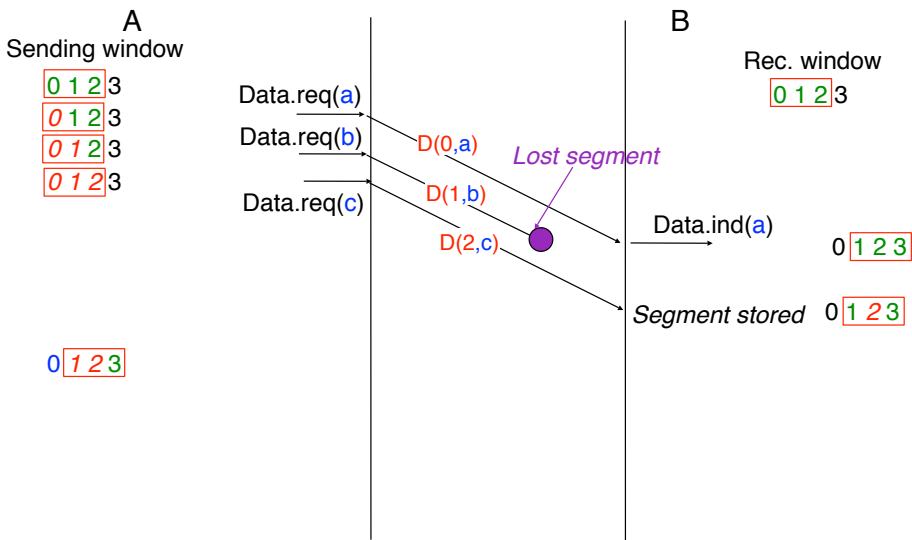 A
B
Sending window
Rec. window
0 1 2 3
0 1 2 3
0 1 2 3
0 1 2 3
0 1 2 3
Data.req(a)
Data.req(b)
Data.req(c)
D(0,a)
Lost segment
D(1,b)
D(2,c)
Data.ind(a)
0 1 2 3
Segment stored
0 1 2 3
0 1 2 3